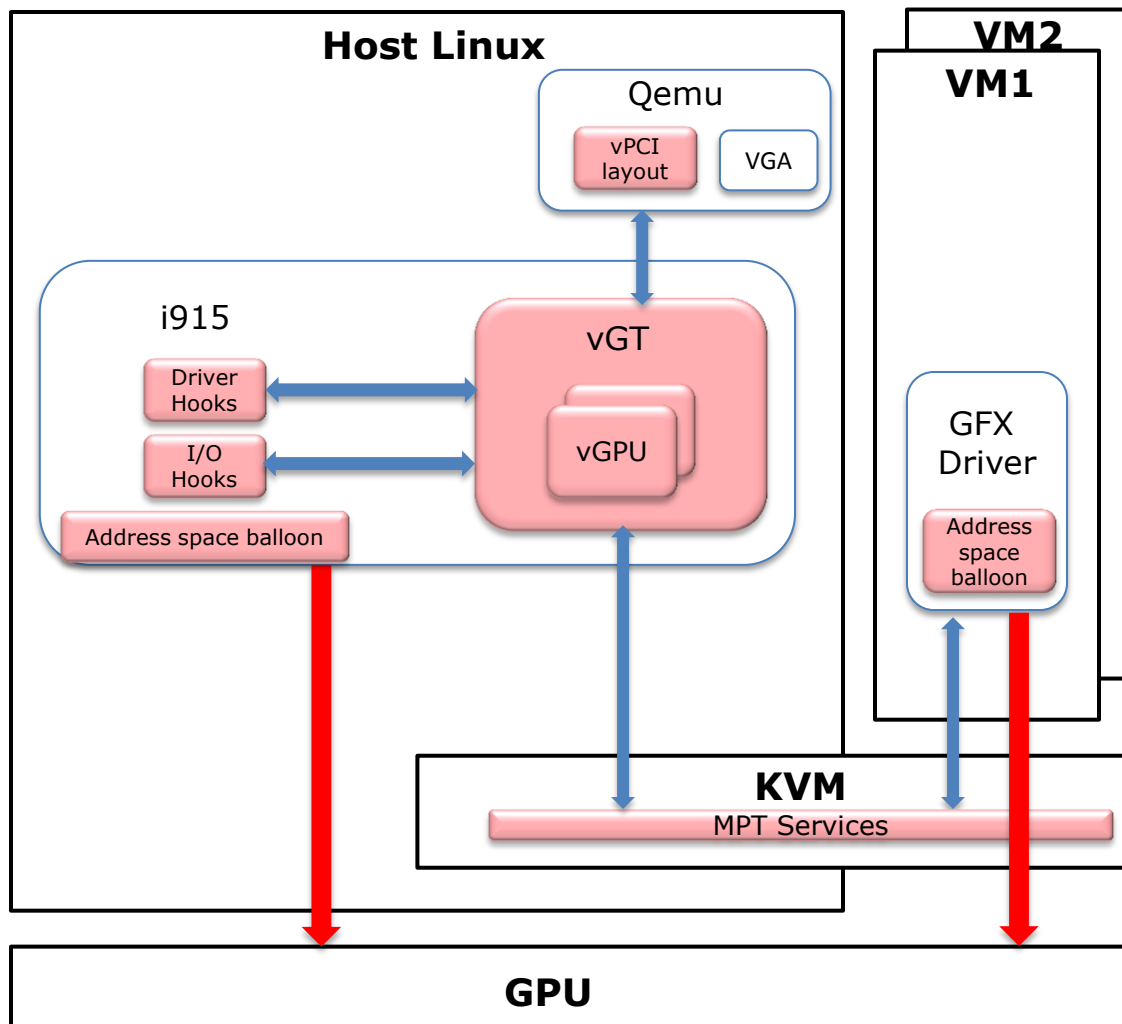 Host Linux
VM2
VM1
Qemu
vPCI
layout
VGA
i915
vGT
Driver
Hooks
vGPU
I/O
Hooks
Address space balloon
GFX
Driver
Address
space
balloon
KVM
MPT Services
GPU